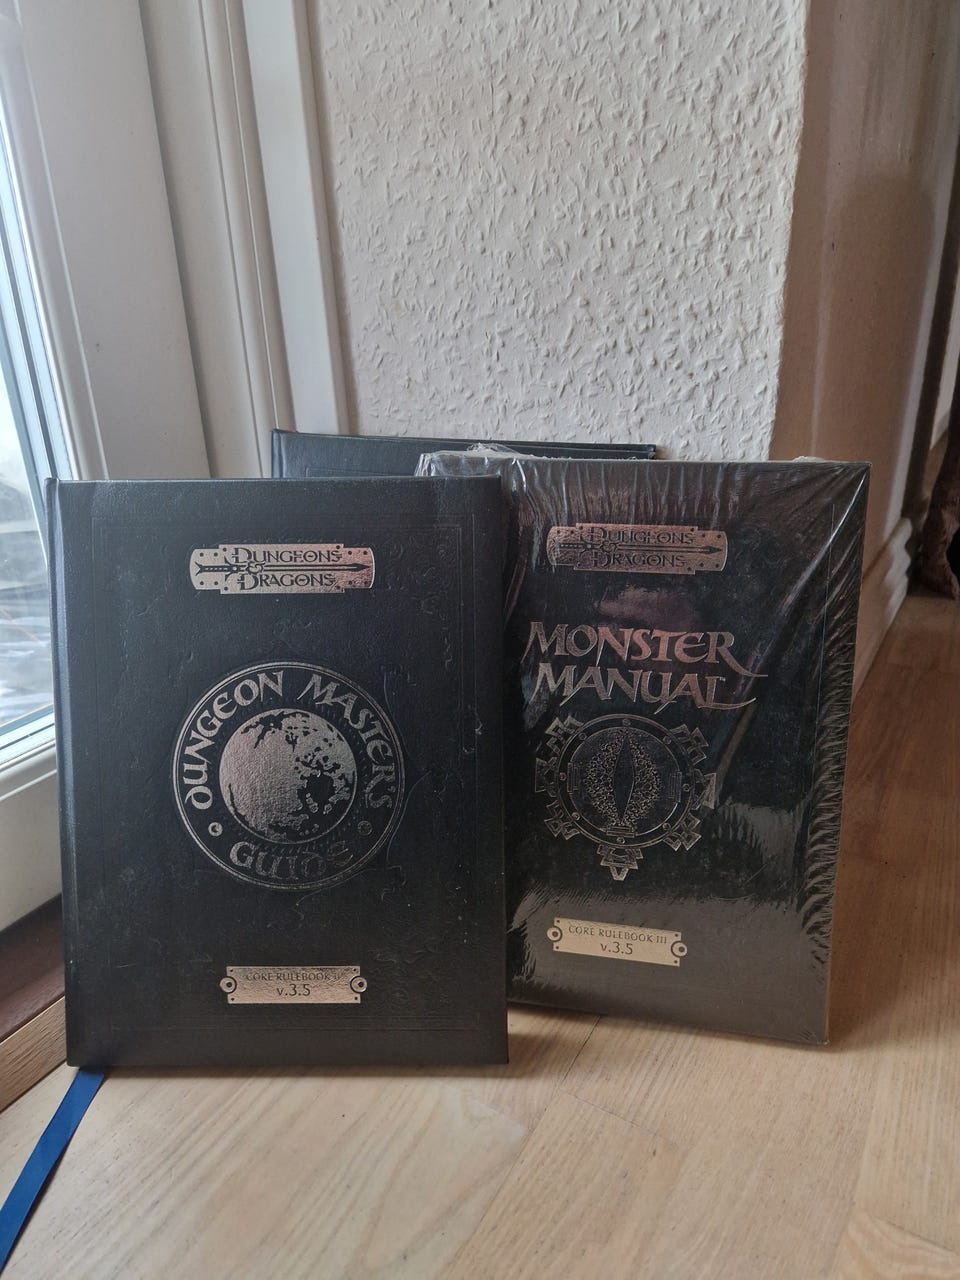 DUNGEONS
&
DRAGONS
DUNGEON MASTER'S
GUIDE
CORE RULEBOOK II
v.3.5
DUNGEONS
&
DRAGONS
MONSTER
MANUAL
CORE RULEBOOK III
v.3.5